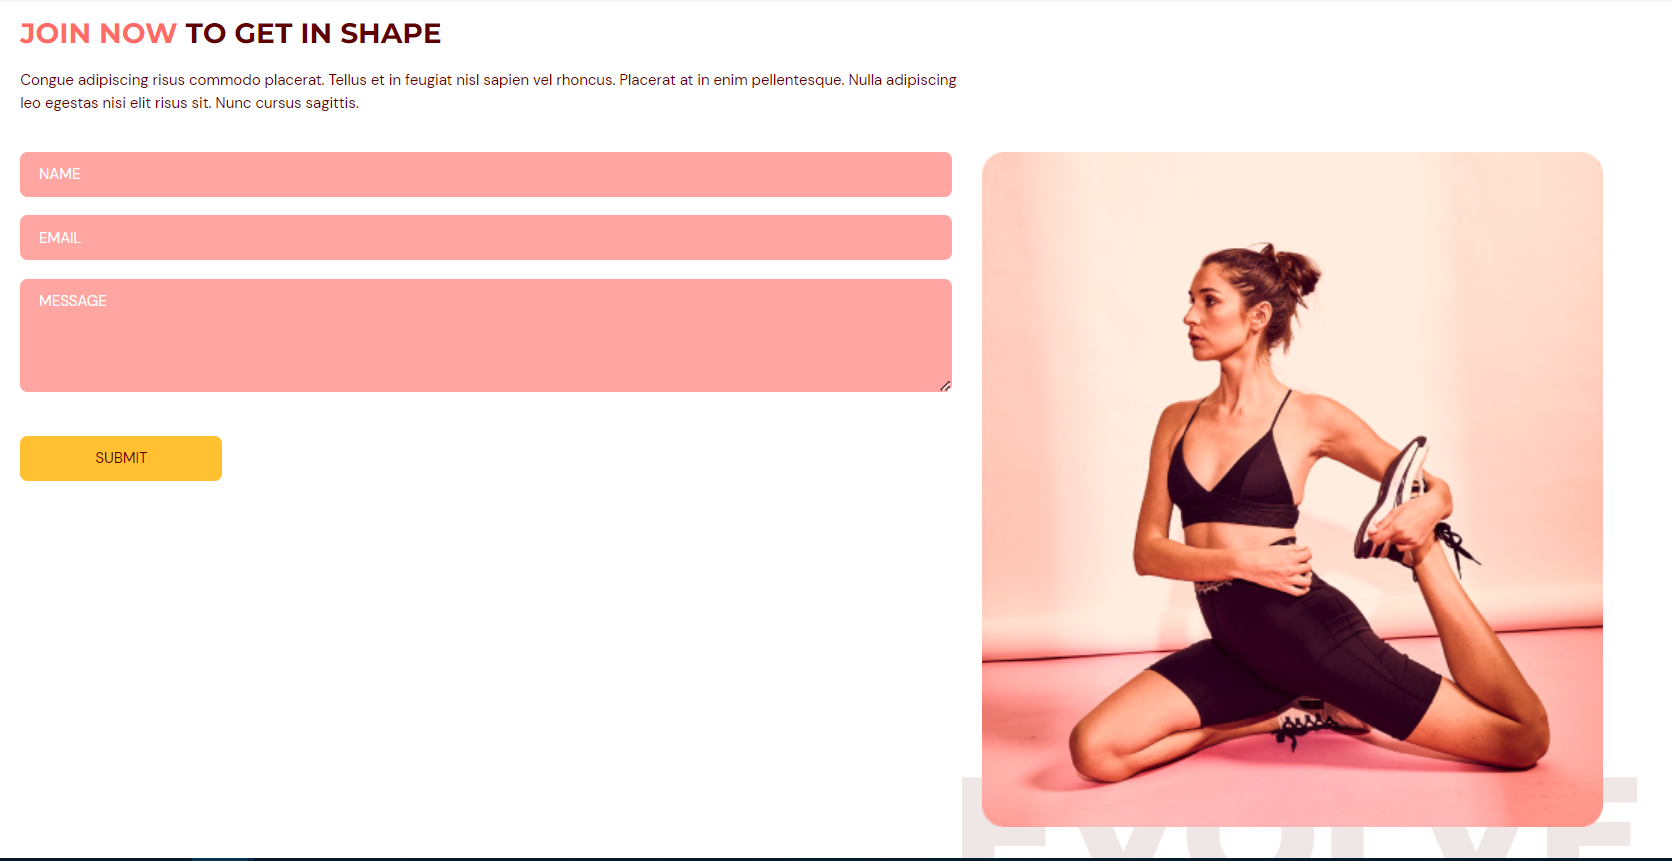 JOIN NOW TO GET IN SHAPE
Congue adipiscing risus commodo placerat. Tellus et in feugiat nisl sapien vel rhoncus. Placerat at in enim pellentesque. Nulla adipiscing
leo egestas nisi elit risus sit. Nunc cursus sagittis.
NAME
EMAIL
MESSAGE
SUBMIT
EVOLVE